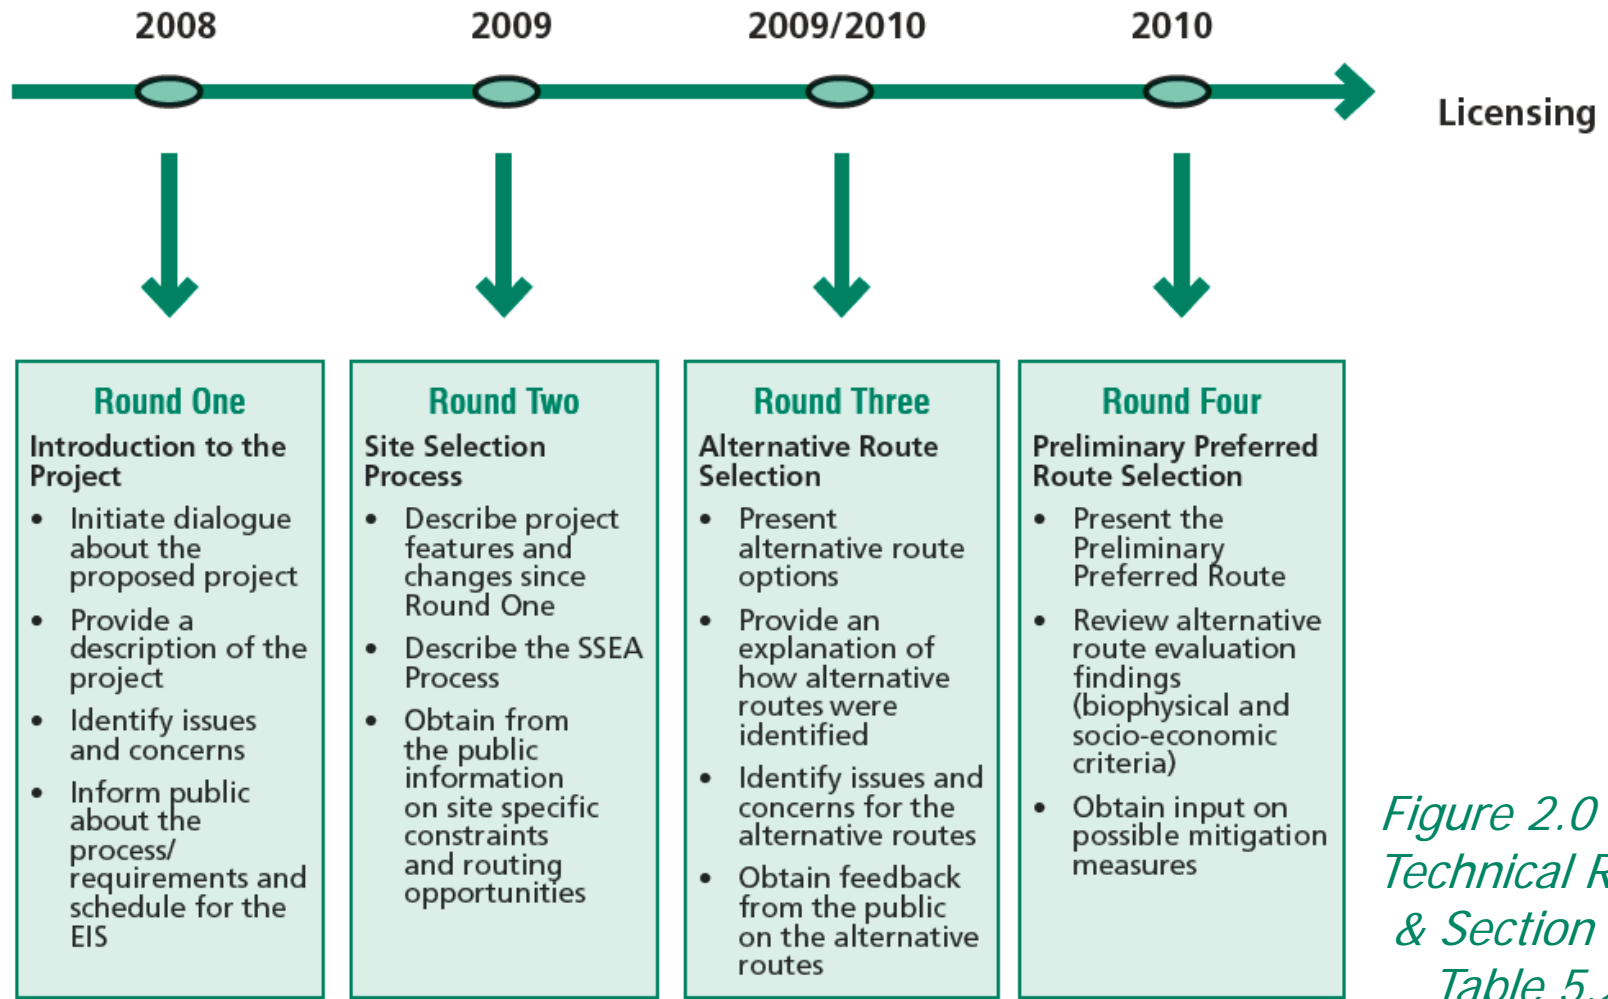 2008
2009
2009/2010
2010
Licensing
Round One
Introduction to the
Project
• Initiate dialogue
about the
proposed project
• Provide a
description of the
project
• Identify issues
and concerns
• Inform public
about the
process/
requirements and
schedule for the
EIS
Round Two
Site Selection
Process
• Describe project
features and
changes since
Round One
• Describe the SSEA
Process
• Obtain from
the public
information
on site specific
constraints
and routing
opportunities
Round Three
Alternative Route
Selection
• Present
alternative route
options
• Provide an
explanation of
how alternative
routes were
identified
• Identify issues and
concerns for the
alternative routes
• Obtain feedback
from the public
on the alternative
routes
Round Four
Preliminary Preferred
Route Selection
• Present the
Preliminary
Preferred Route
• Review alternative
route evaluation
findings
(biophysical and
socio-economic
criteria)
• Obtain input on
possible mitigation
measures
Figure 2.0
Technical
& Section
Table 5.